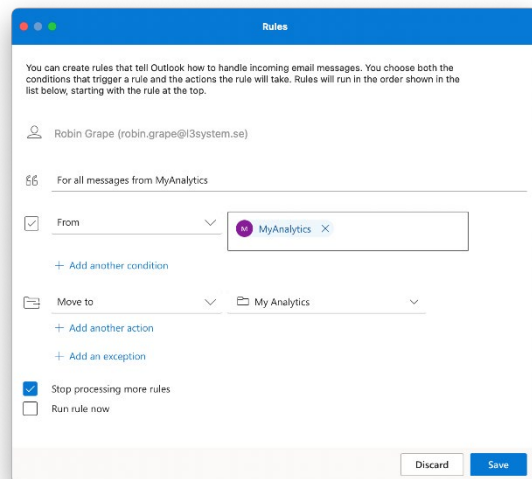 Rules
You can create rules that tell Outlook how to handle incoming email messages. You choose both the
conditions that trigger a rule and the actions the rule will take. Rules will run in the order shown in the
list below, starting with the rule at the top.
Robin Grape (robin.grape@l3system.se)
For all messages from MyAnalytics
From
M MyAnalytics
+ Add another condition
Move to My Analytics
+ Add another action
+ Add an exception
Stop processing more rules
Run rule now
Discard Save